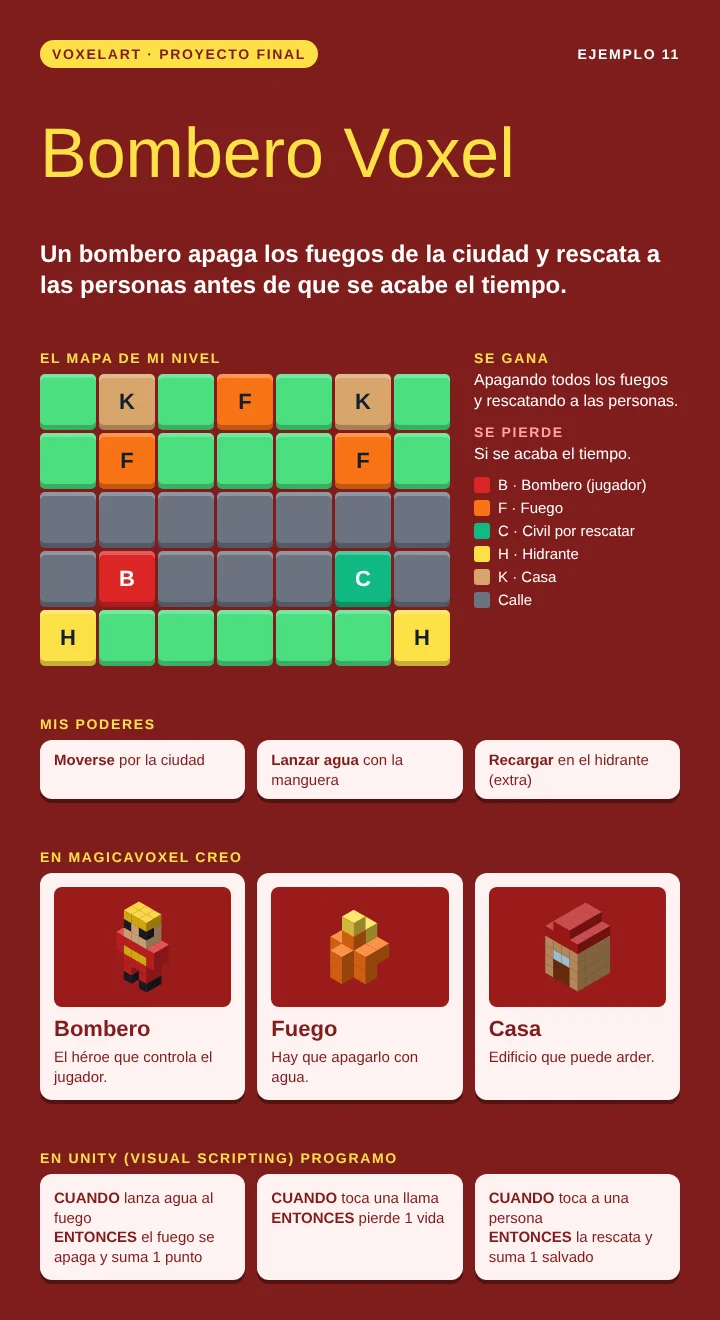 VOXELART · PROYECTO FINAL
EJEMPLO 11
Bombero Voxel
Un bombero apaga los fuegos de la ciudad y rescata a
las personas antes de que se acabe el tiempo.
EL MAPA DE MI NIVEL
K F K
F F
B C
H H
SE GANA
Apagando todos los fuegos
y rescatando a las personas.
SE PIERDE
Si se acaba el tiempo.
B · Bombero (jugador)
F · Fuego
C · Civil por rescatar
H · Hidrante
K · Casa
Calle
MIS PODERES
Moverse por la ciudad
Lanzar agua con la
manguera
Recargar en el hidrante
(extra)
EN MAGICAVOXEL CREO
Bombero
El héroe que controla el
jugador.
Fuego
Hay que apagarlo con
agua.
Casa
Edificio que puede arder.
EN UNITY (VISUAL SCRIPTING) PROGRAMO
CUANDO lanza agua al
fuego
ENTONCES el fuego se
apaga y suma 1 punto
CUANDO toca una llama
ENTONCES pierde 1 vida
CUANDO toca a una
persona
ENTONCES la rescata y
suma 1 salvado